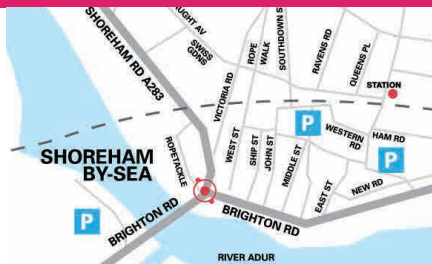 UGHT AV
SWISS
GDNS
SHOREHAM RD A283
ROPE
WALK
SOUTHDOWN S
RAVENS RD
QUEENS PL
VICTORIA RD
STATION
P
WESTERN
RD
HAM RD
WEST ST
SHIP ST
JOHN ST
MIDDLE ST
ROPETACKLE
SHOREHAM
BY-SEA
P
EAST ST
NEW RD
P
BRIGHTON RD
BRIGHTON RD
RIVER ADUR